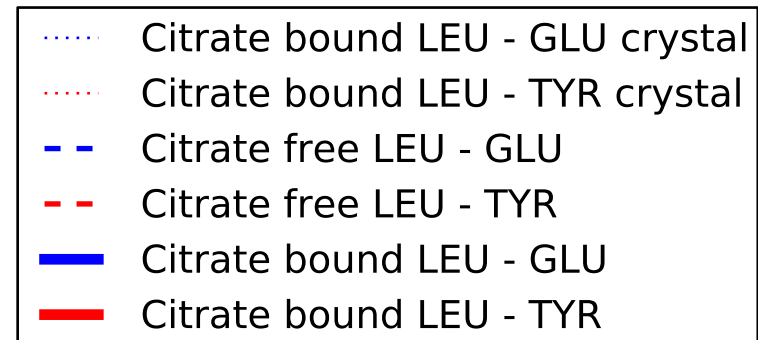 Citrate bound LEU - GLU crystal
Citrate bound LEU - TYR crystal
Citrate free LEU - GLU
Citrate free LEU - TYR
Citrate bound LEU - GLU
Citrate bound LEU - TYR